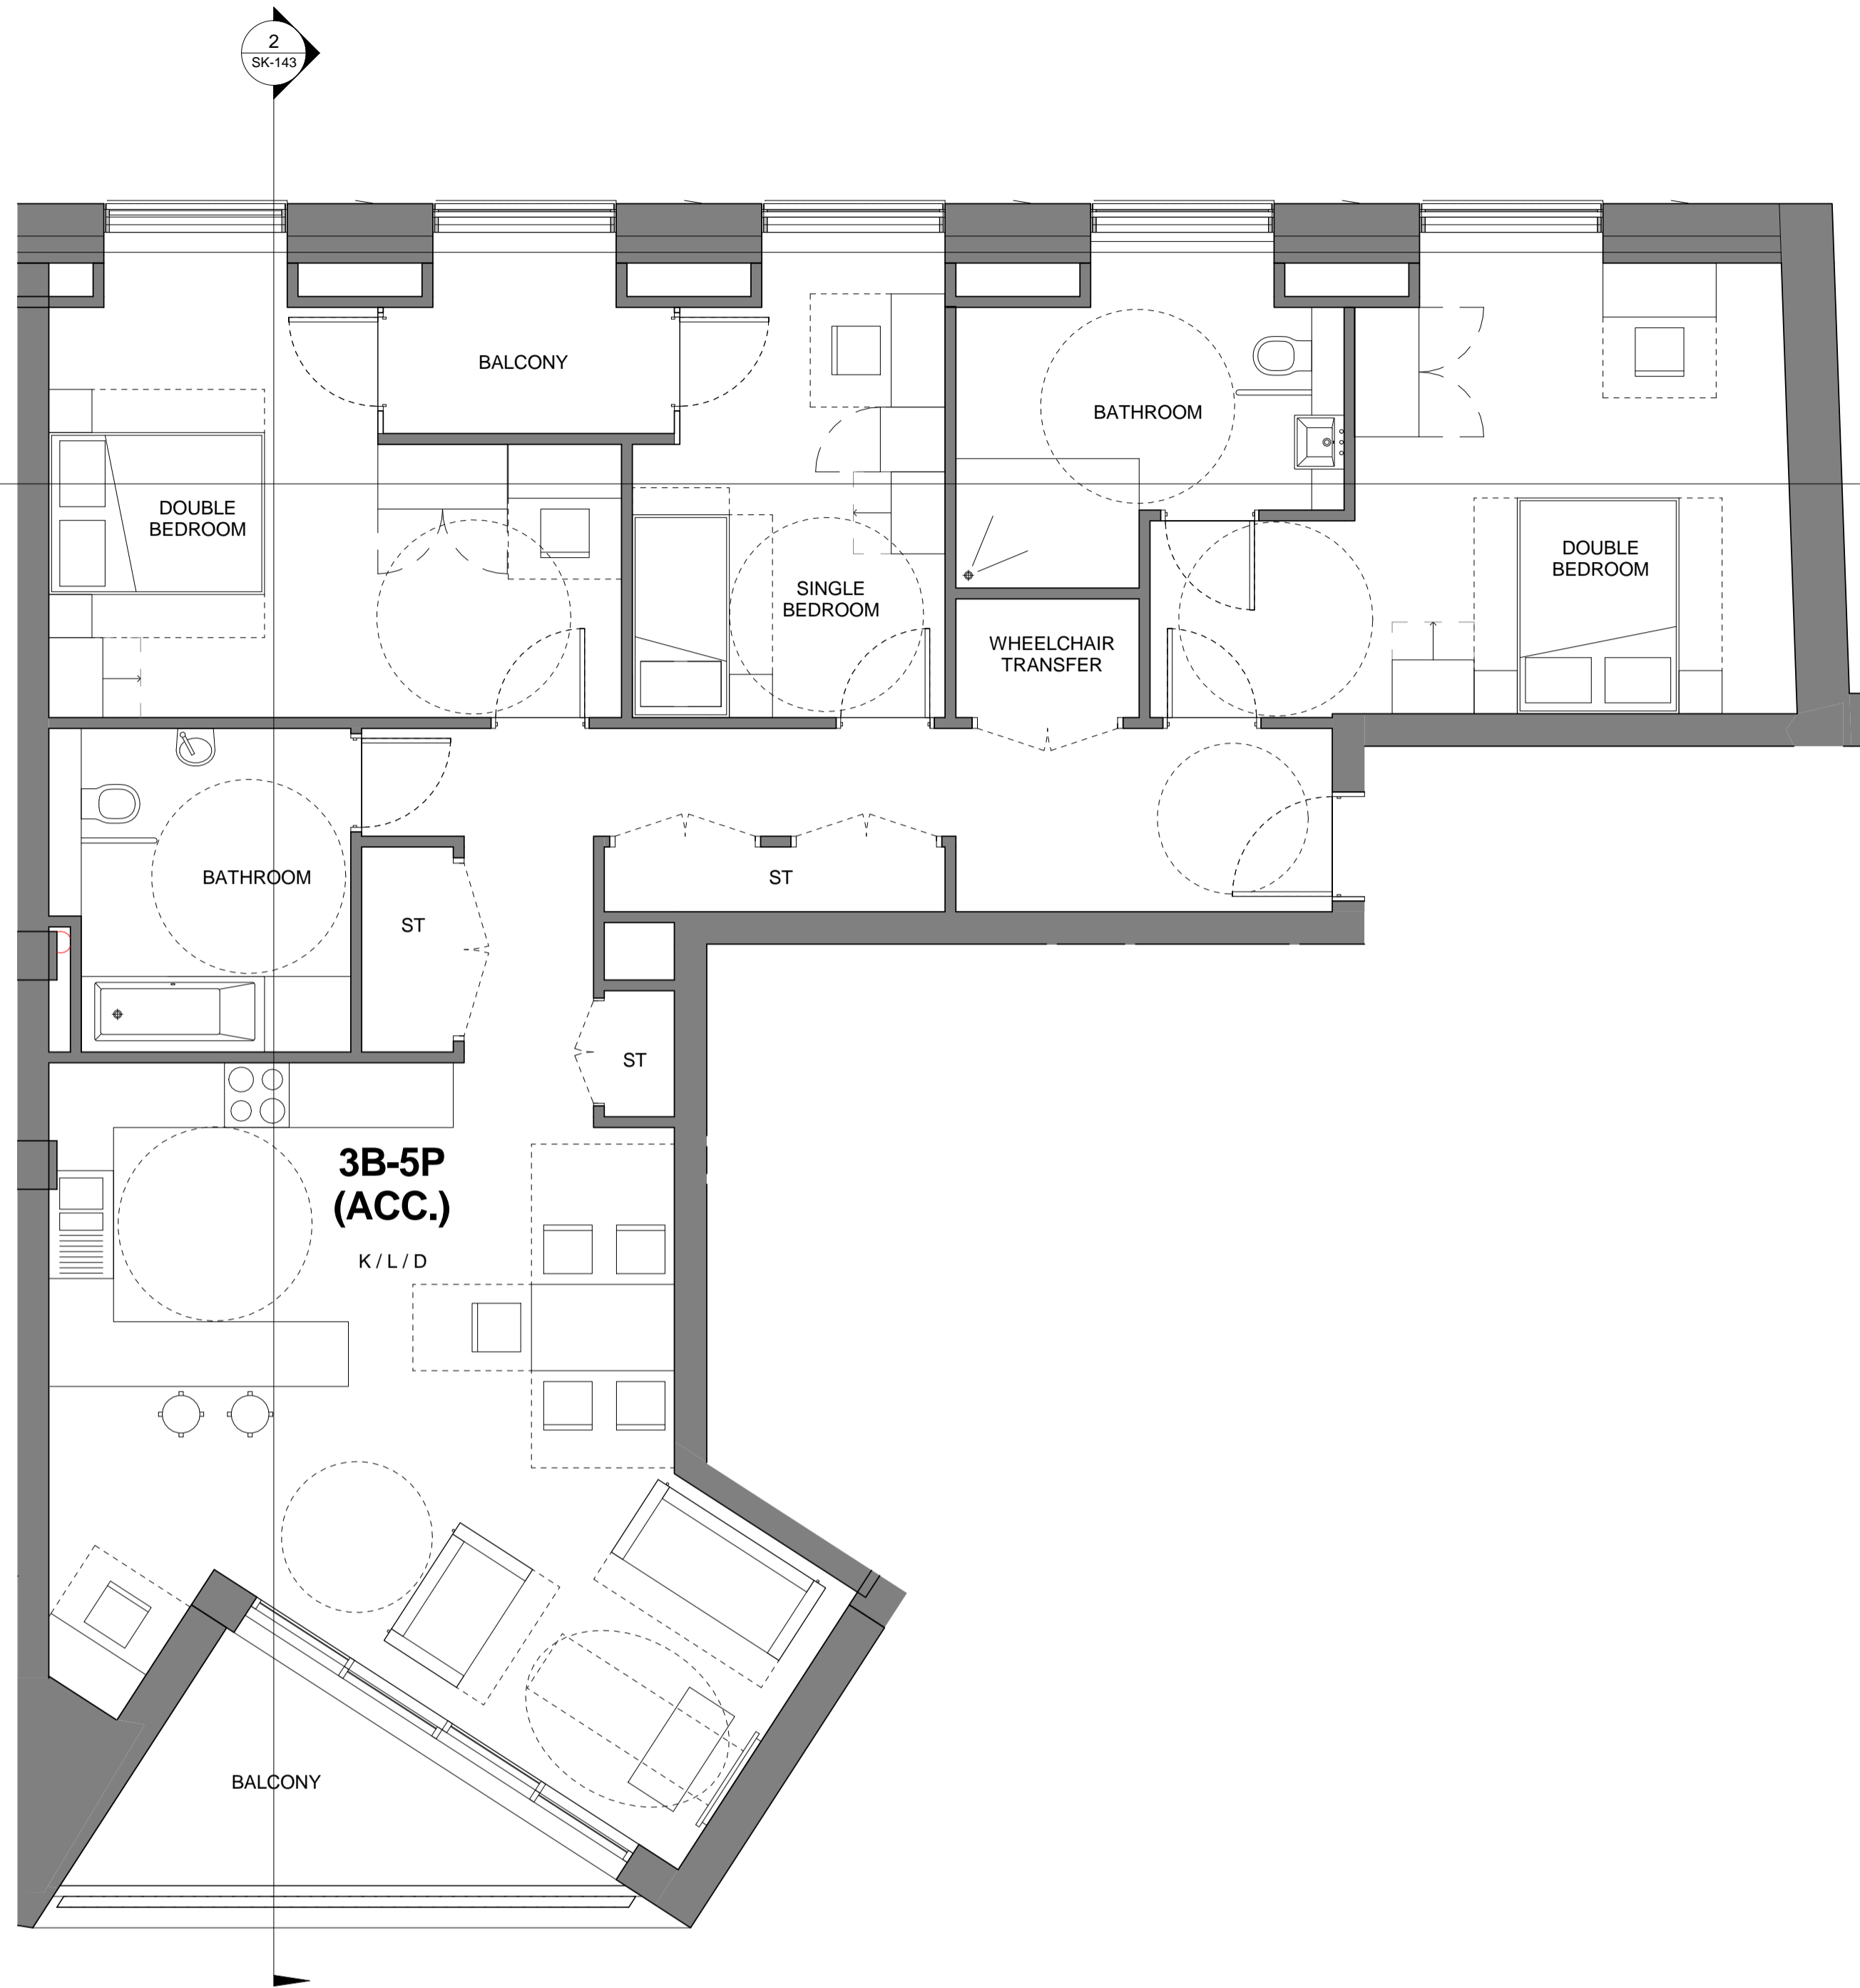 2
SK-143
BALCONY
BATHROOM
DOUBLE
BEDROOM
DOUBLE
BEDROOM
SINGLE
BEDROOM
WHEELCHAIR
TRANSFER
BATHROOM
ST
ST
ST
3B-5P
(ACC.)
K / L / D
BALCONY